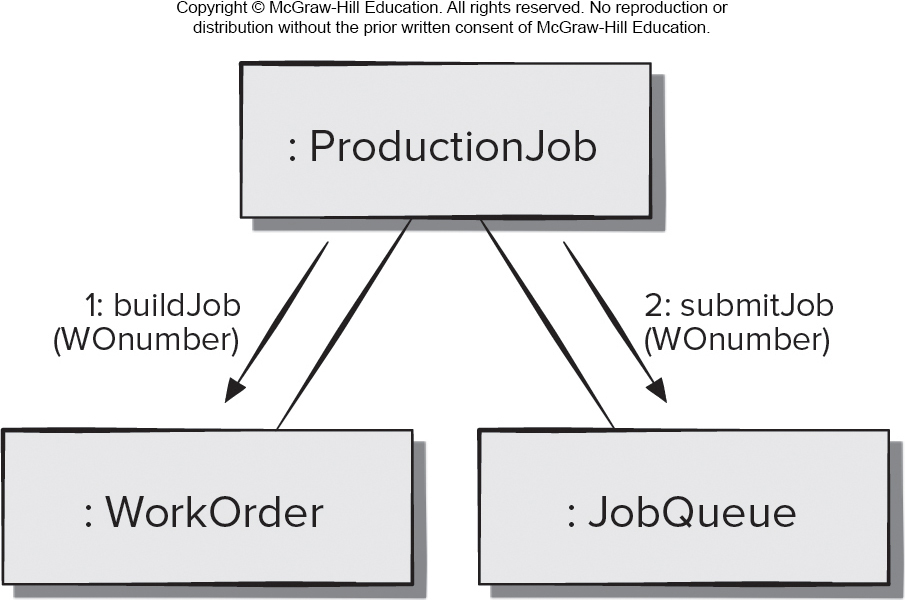 Copyright © McGraw-Hill Education. All rights reserved. No reproduction or
distribution without the prior written consent of McGraw-Hill Education.
: ProductionJob
1: buildJob
(WOnumber)
2: submitJob
(WOnumber)
: WorkOrder
: JobQueue